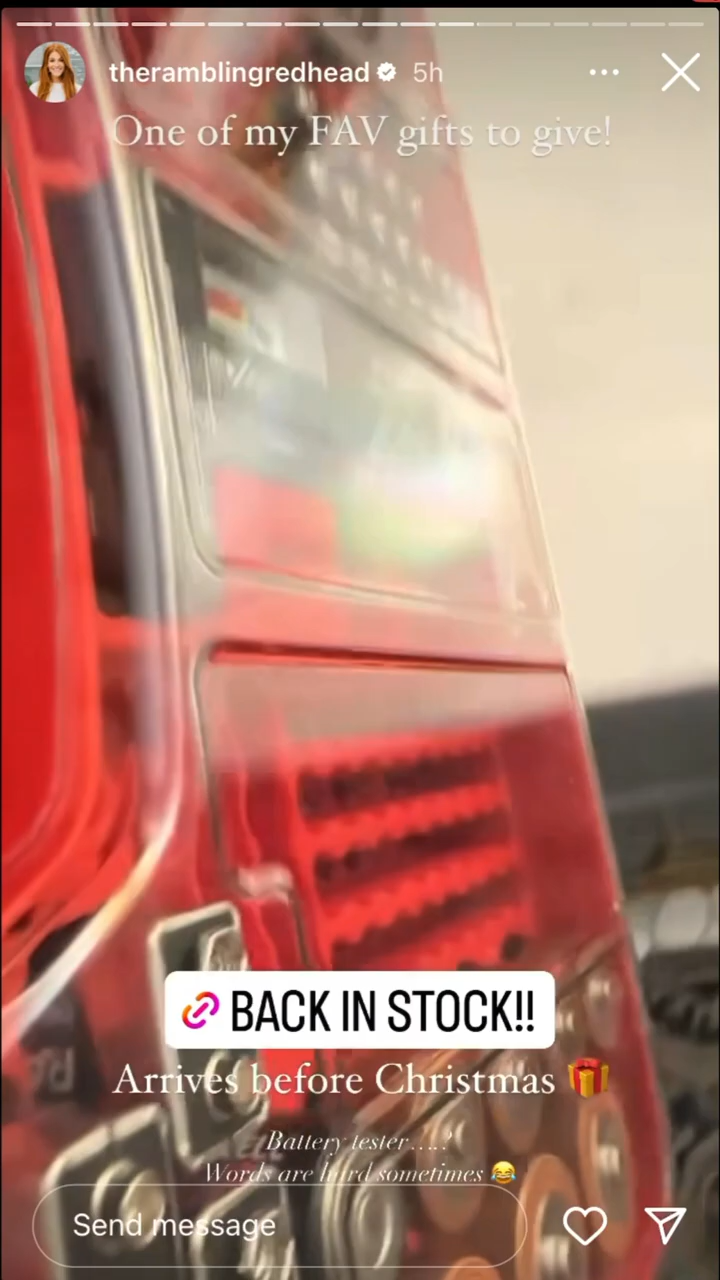 theramblingredhead 5h
One of my FAV gifts to give!
BACK IN STOCK!!
Arrives before Christmas 🎁
Battery tester....?
Words are hard sometimes 😂
Send message